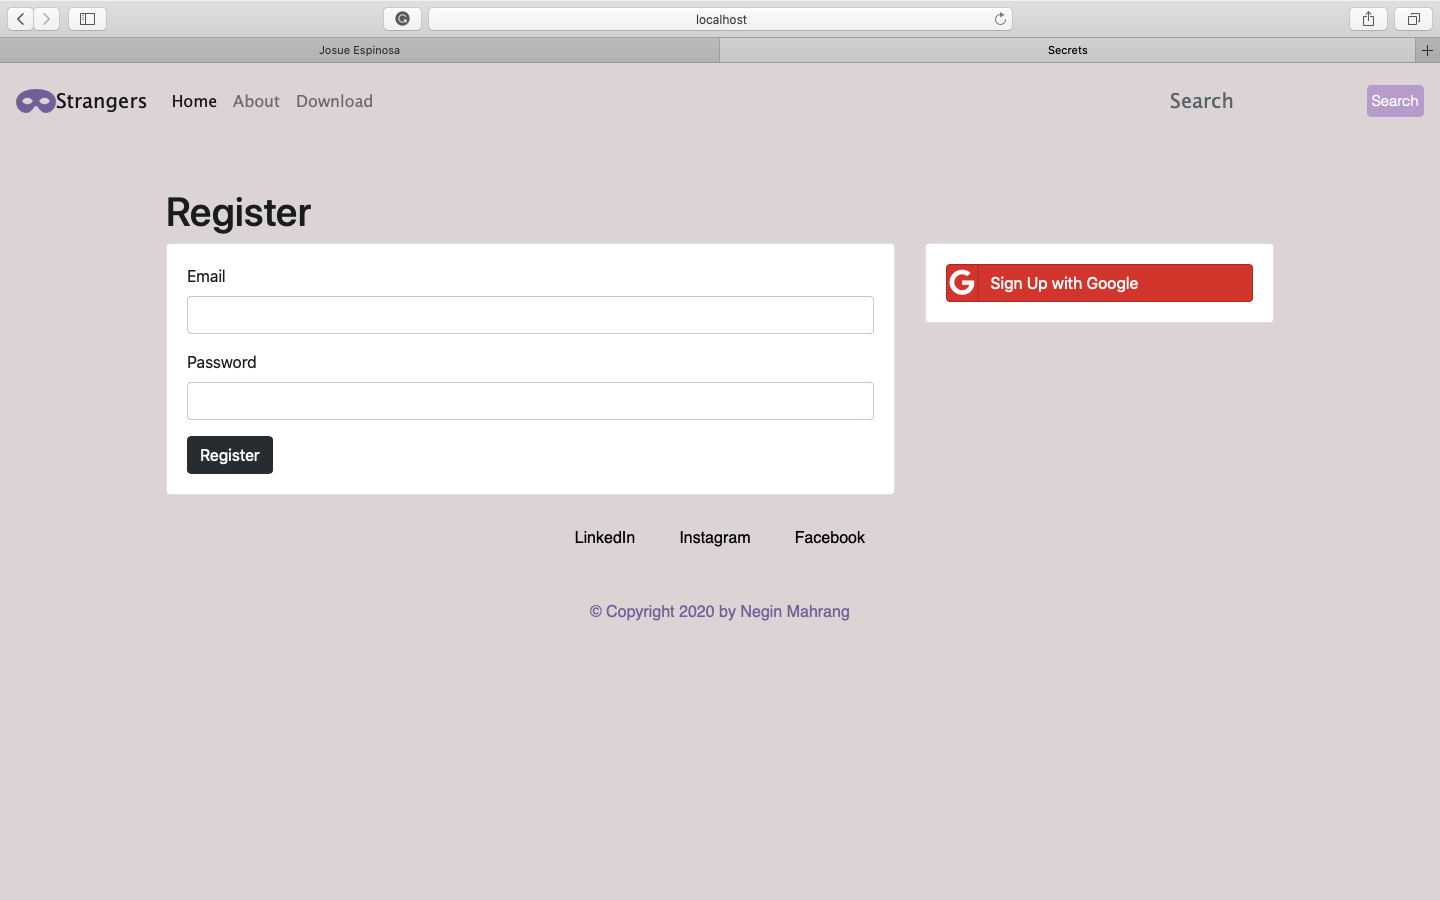 localhost
Josue Espinosa
Secrets
Strangers
Home
About
Download
Search
Search
Register
Email
Password
Register
G Sign Up with Google
LinkedIn
Instagram
Facebook
© Copyright 2020 by Negin Mahrang